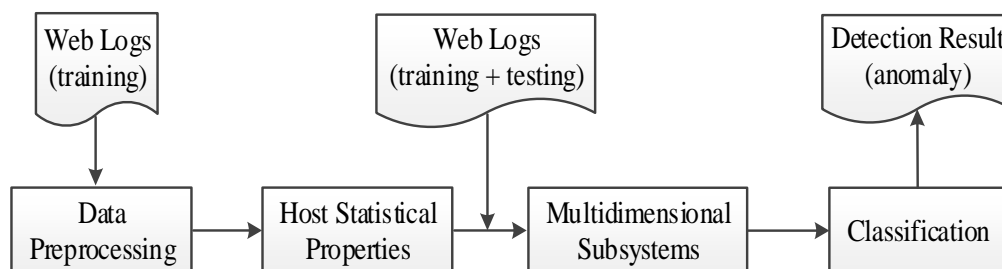 Web Logs
(training)
Web Logs
(training + testing)
Detection Result
(anomaly)
Data
Preprocessing
Host Statistical
Properties
Multidimensional
Subsystems
Classification